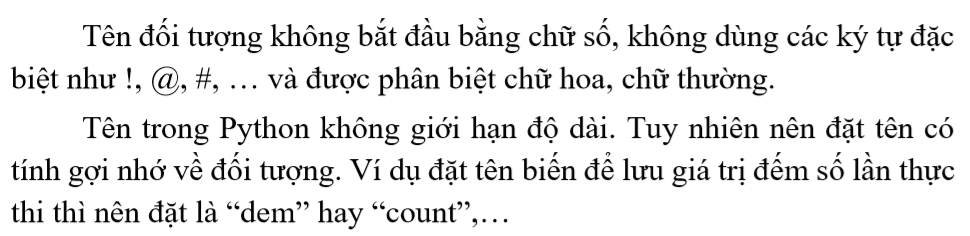 Tên đối tượng không bắt đầu bằng chữ số, không dùng các ký tự đặc
biệt như !, @, #, … và được phân biệt chữ hoa, chữ thường.
Tên trong Python không giới hạn độ dài. Tuy nhiên nên đặt tên có
tính gợi nhớ về đối tượng. Ví dụ đặt tên biến để lưu giá trị đếm số lần thực
thi thì nên đặt là “dem” hay “count”,…